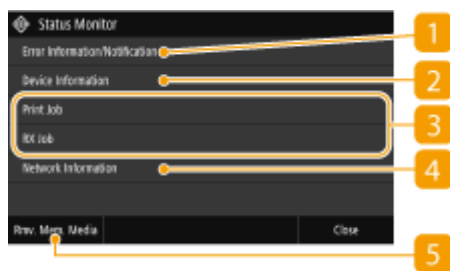 Status Monitor
Error Information/Notification
1
Device Information
2
Print Job
3
RX Job
Network Information
4
Rmv. Mem. Media
Close
5